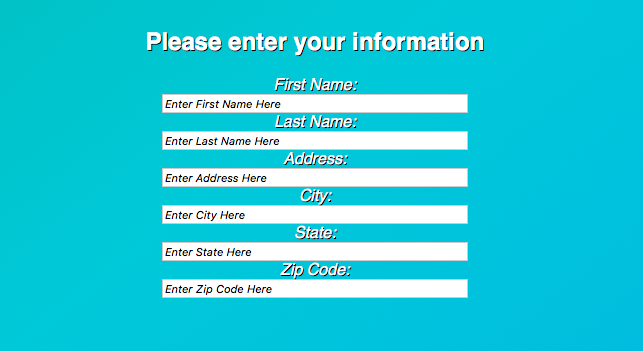 Please enter your information
First Name:
Enter First Name Here
Last Name:
Enter Last Name Here
Address:
Enter Address Here
City:
Enter City Here
State:
Enter State Here
Zip Code:
Enter Zip Code Here